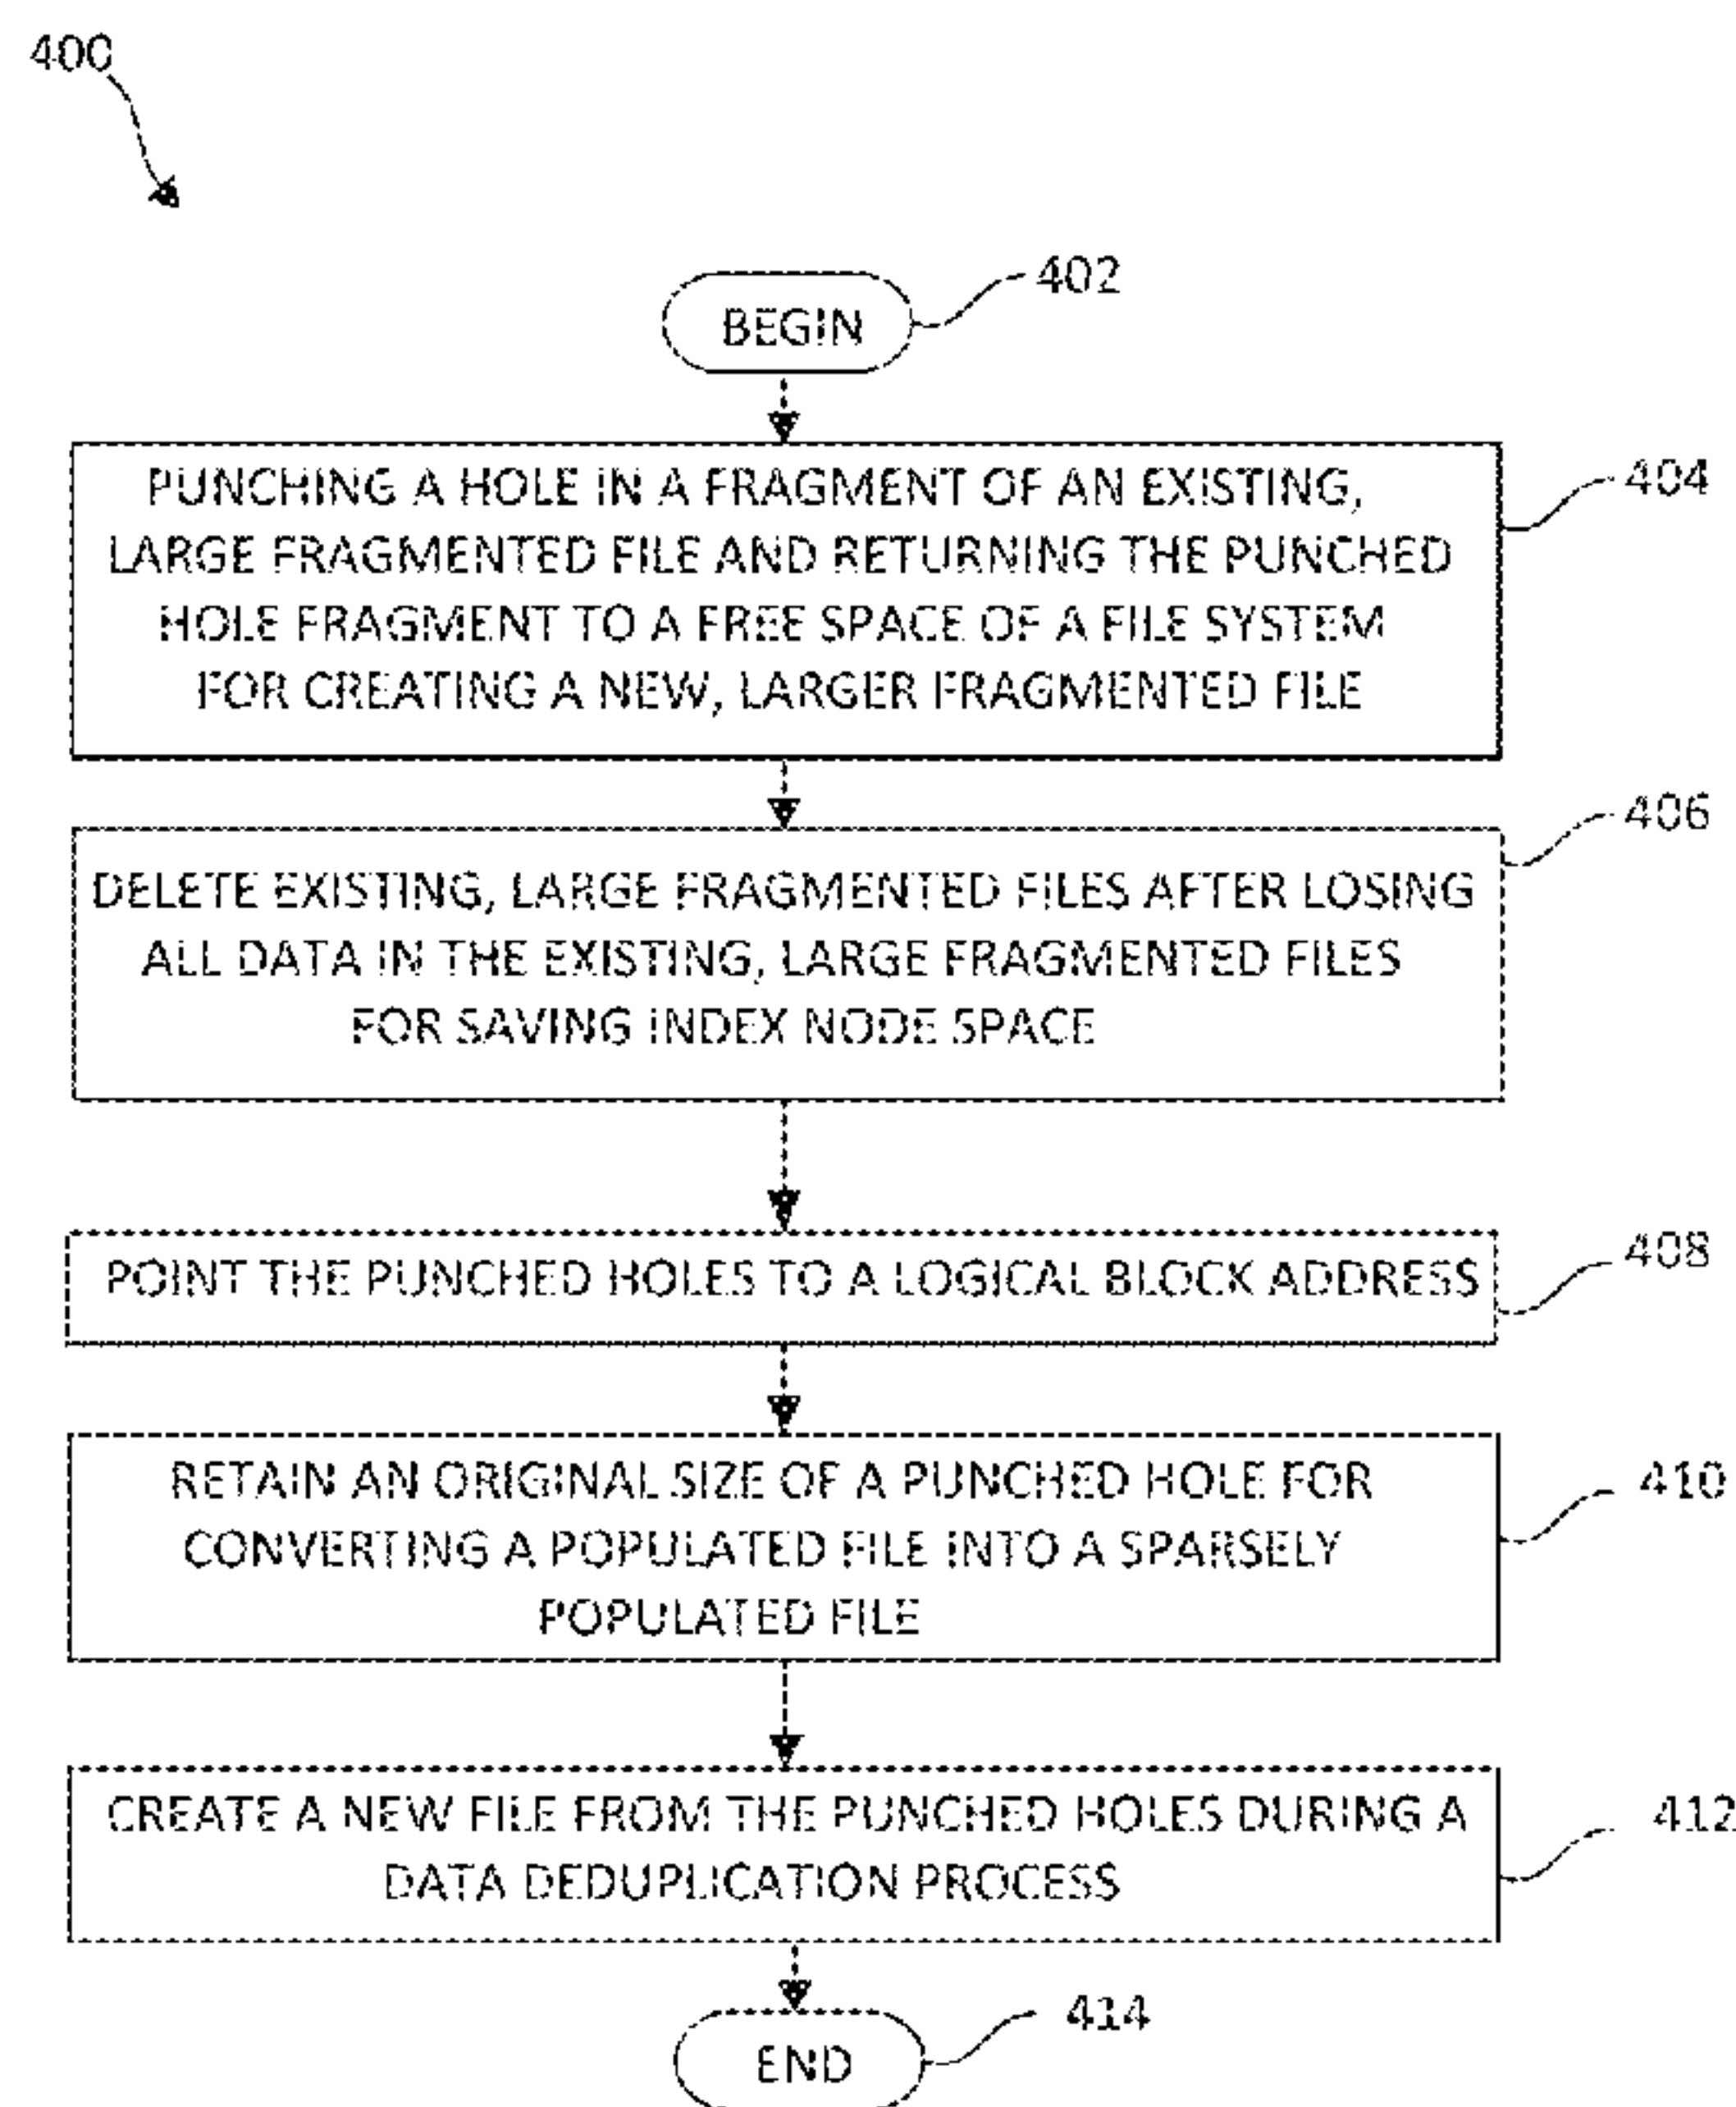 400
BEGIN
402
PUNCHING A HOLE IN A FRAGMENT OF AN EXISTING,
LARGE FRAGMENTED FILE AND RETURNING THE PUNCHED
HOLE FRAGMENT TO A FREE SPACE OF A FILE SYSTEM
FOR CREATING A NEW, LARGER FRAGMENTED FILE
404
DELETE EXISTING, LARGE FRAGMENTED FILES AFTER LOSING
ALL DATA IN THE EXISTING, LARGE FRAGMENTED FILES
FOR SAVING INDEX NODE SPACE
406
POINT THE PUNCHED HOLES TO A LOGICAL BLOCK ADDRESS
408
RETAIN AN ORIGINAL SIZE OF A PUNCHED HOLE FOR
CONVERTING A POPULATED FILE INTO A SPARSELY
POPULATED FILE
410
CREATE A NEW FILE FROM THE PUNCHED HOLES DURING A
DATA DEDUPLICATION PROCESS
412
END
414